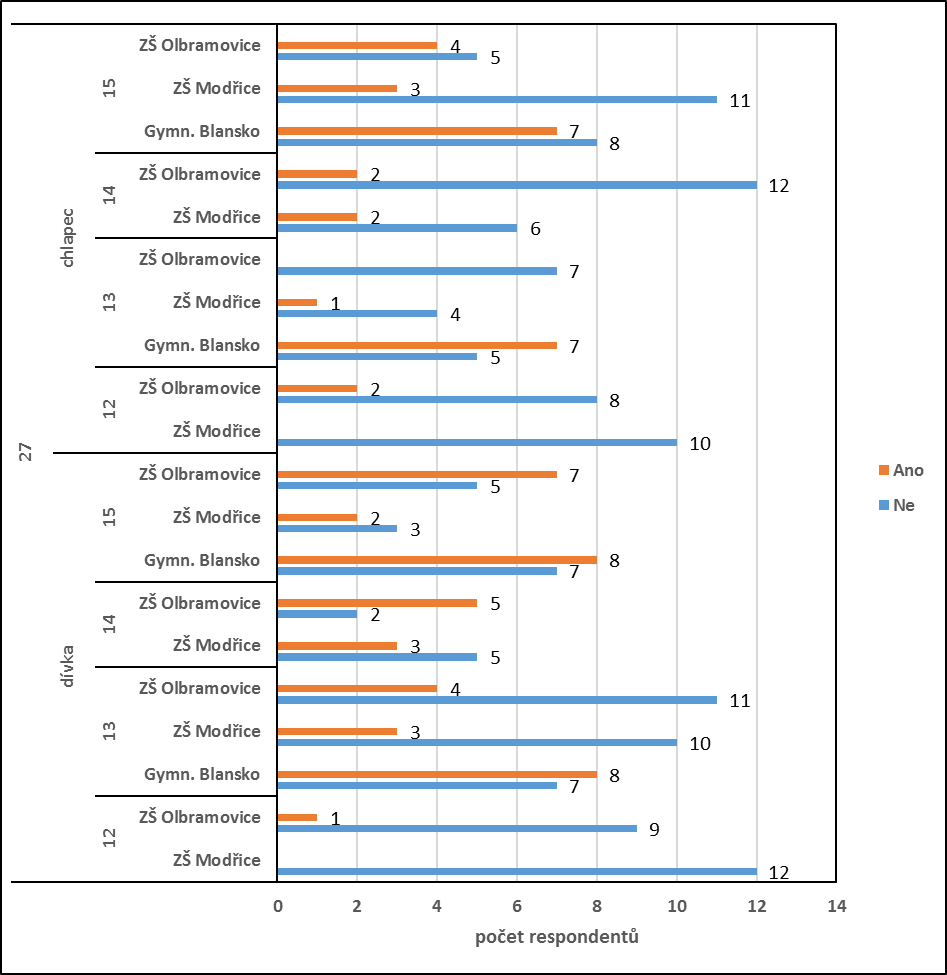 27
chlapec
15
ZŠ Olbramovice 4 5
ZŠ Modřice 3 11
Gymn. Blansko 7 8
14
ZŠ Olbramovice 2 12
ZŠ Modřice 2 6
13
ZŠ Olbramovice 7
ZŠ Modřice 1 4
Gymn. Blansko 7 5
12
ZŠ Olbramovice 2 8
ZŠ Modřice 10
dívka
15
ZŠ Olbramovice 7 5
ZŠ Modřice 2 3
Gymn. Blansko 8 7
14
ZŠ Olbramovice 5 2
ZŠ Modřice 3 5
13
ZŠ Olbramovice 4 11
ZŠ Modřice 3 10
Gymn. Blansko 8 7
12
ZŠ Olbramovice 1 9
ZŠ Modřice 12
0 2 4 6 8 10 12 14
počet respondentů
Ano
Ne